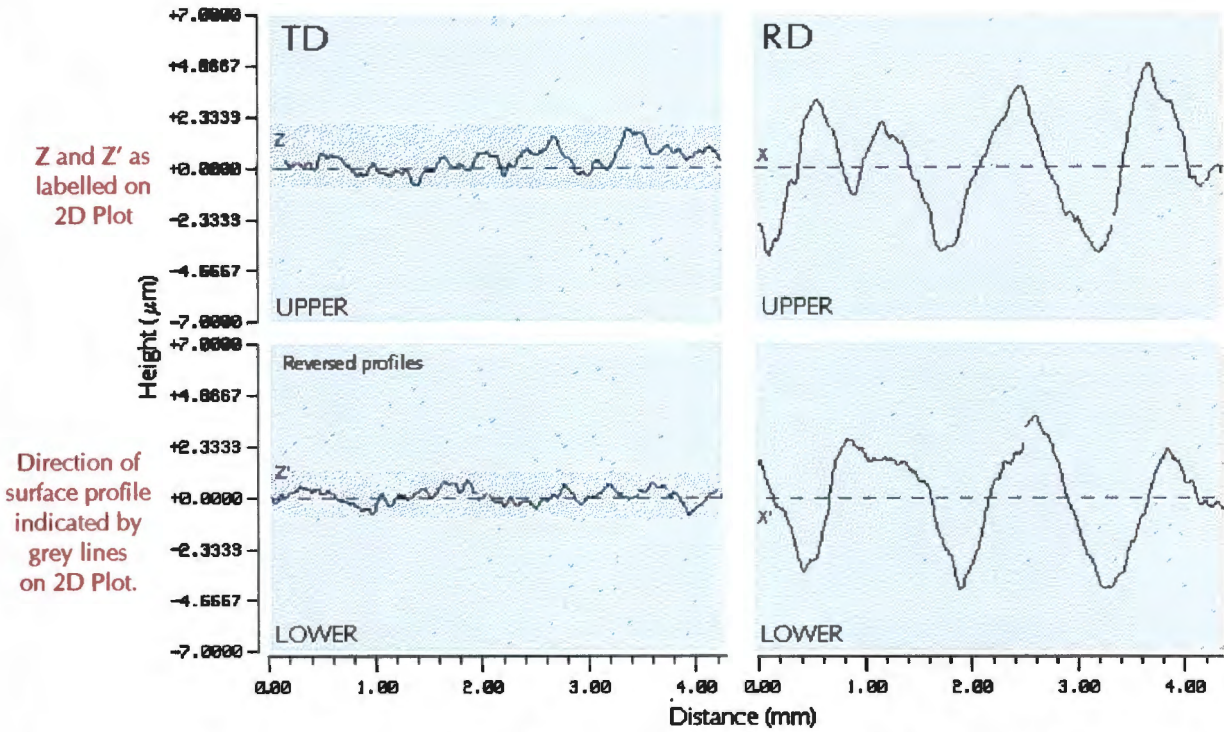 TD
RD
+7.0000
+4.6667
+2.3333
+0.0000
-2.3333
-4.6667
-7.0000
Z
X
UPPER
UPPER
Z and Z' as
labelled on
2D Plot
Height (μm)
+7.0000
+4.6667
+2.3333
+0.0000
-2.3333
-4.6667
-7.0000
Reversed profiles
Z'
X'
LOWER
LOWER
Direction of
surface profile
indicated by
grey lines
on 2D Plot.
0.00 1.00 2.00 3.00 4.00
0.00 1.00 2.00 3.00 4.00
Distance (mm)